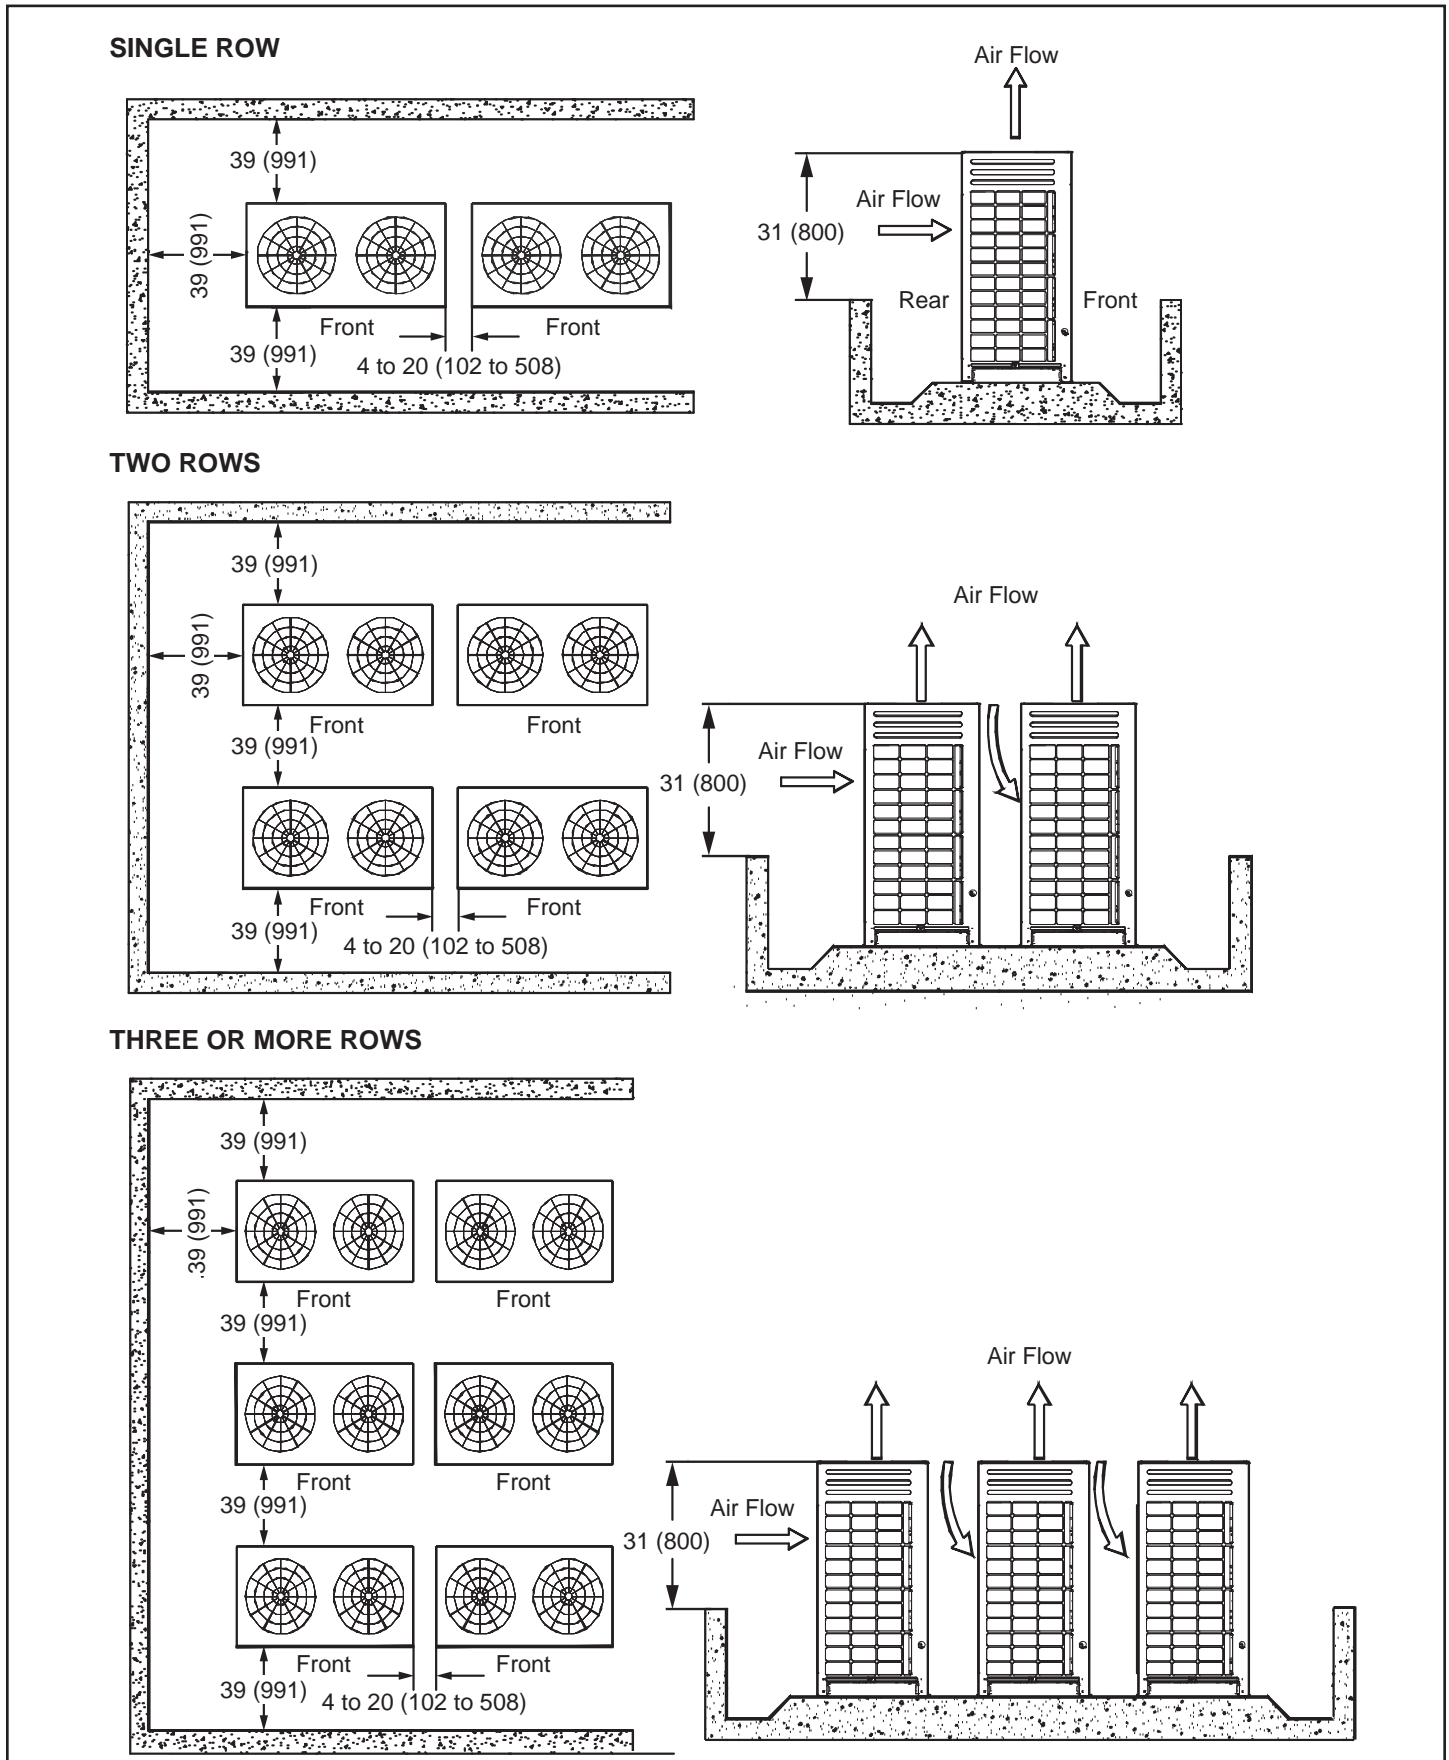 SINGLE ROW
39 (991)
39 (991)
Front
Front
39 (991)
4 to 20 (102 to 508)
Air Flow
Air Flow
31 (800)
Rear
Front
TWO ROWS
39 (991)
39 (991)
Front
Front
39 (991)
Front
Front
39 (991)
4 to 20 (102 to 508)
Air Flow
Air Flow
31 (800)
THREE OR MORE ROWS
39 (991)
.39 (991)
Front
Front
39 (991)
Front
Front
39 (991)
Front
Front
39 (991)
4 to 20 (102 to 508)
Air Flow
Air Flow
31 (800)